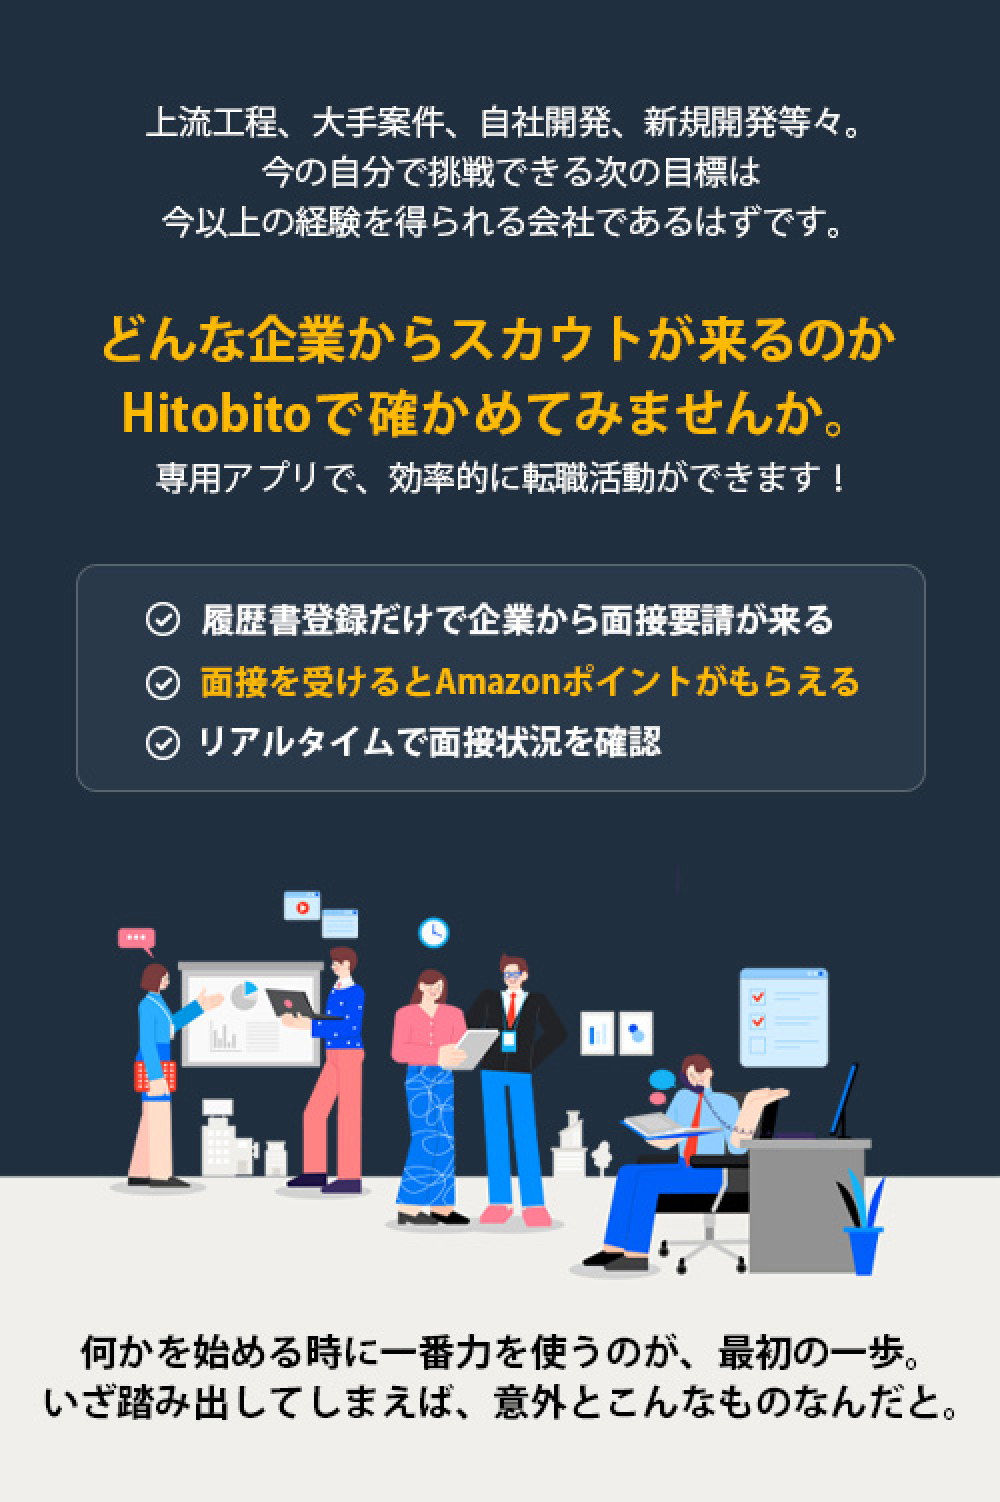 上流工程、大手案件、自社開発、新規開発等々。
今の自分で挑戦できる次の目標は
今以上の経験を得られる会社であるはずです。
どんな企業からスカウトが来るのか
Hitobitoで確かめてみませんか。
専用アプリで、効率的に転職活動ができます！
履歴書登録だけで企業から面接要請が来る
面接を受けるとAmazonポイントがもらえる
リアルタイムで面接状況を確認
何かを始める時に一番力を使うのが、最初の一歩。
いざ踏み出してしまえば、意外とこんなものなんだと。